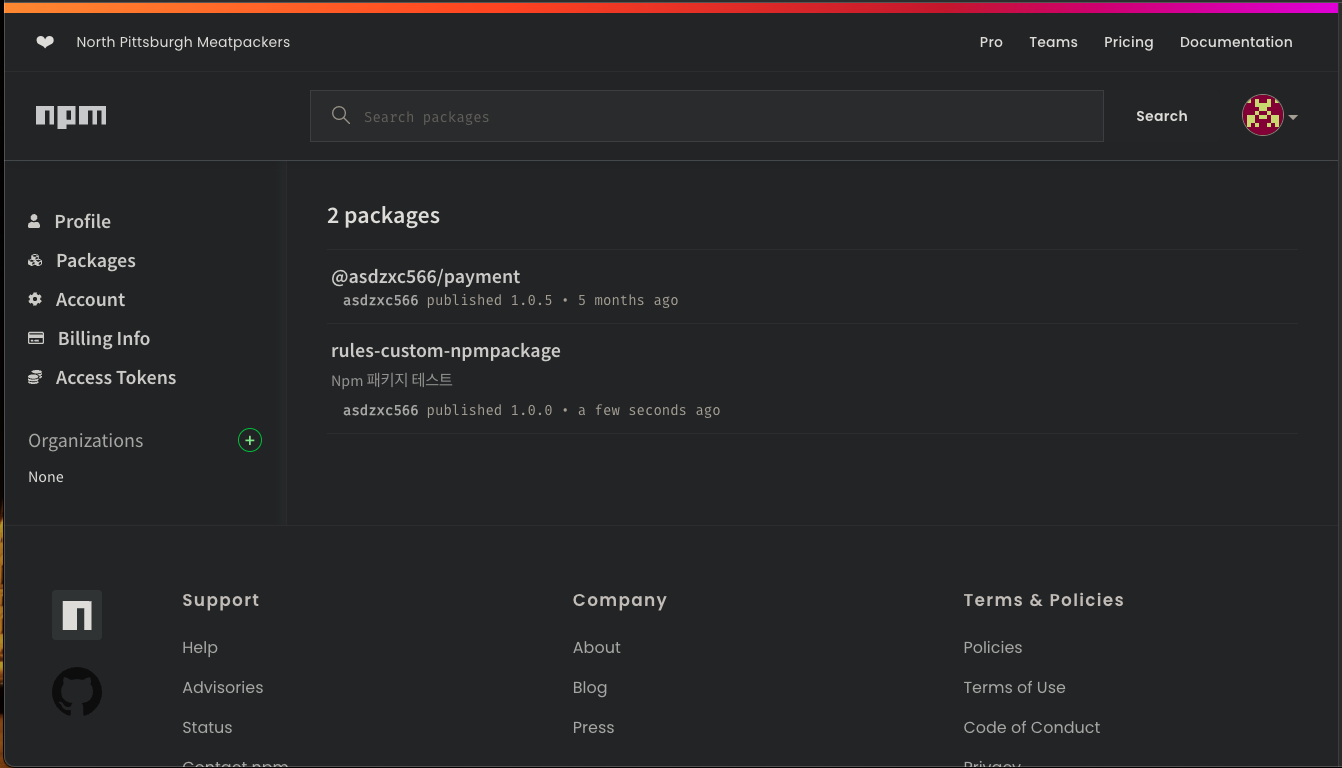 ❤ North Pittsburgh Meatpackers
Pro Teams Pricing Documentation
npm
Search packages
Search
Profile
Packages
Account
Billing Info
Access Tokens
Organizations
+
None
2 packages
@asdzxc566/payment
asdzxc566 published 1.0.5 • 5 months ago
rules-custom-npmpackage
Npm 패키지 테스트
asdzxc566 published 1.0.0 • a few seconds ago
Support
Help
Advisories
Status
Contact npm
Company
About
Blog
Press
Terms & Policies
Policies
Terms of Use
Code of Conduct
Privacy